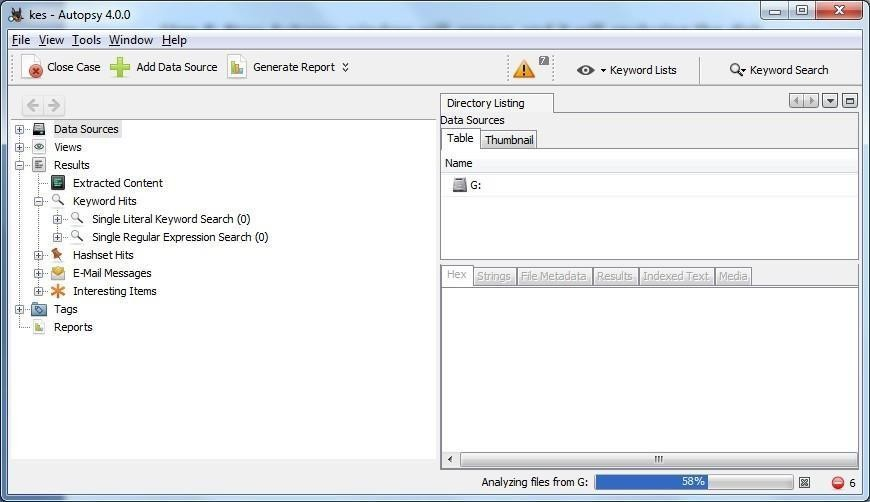 kes - Autopsy 4.0.0
File View Tools Window Help
Close Case Add Data Source Generate Report 7 Keyword Lists Keyword Search
Data Sources
Views
Results
Extracted Content
Keyword Hits
Single Literal Keyword Search (0)
Single Regular Expression Search (0)
Hashset Hits
E-Mail Messages
Interesting Items
Tags
Reports
Directory Listing
Data Sources
Table Thumbnail
Name
G:
Hex Strings File Metadata Results Indexed Text Media
Analyzing files from G: 58% 6